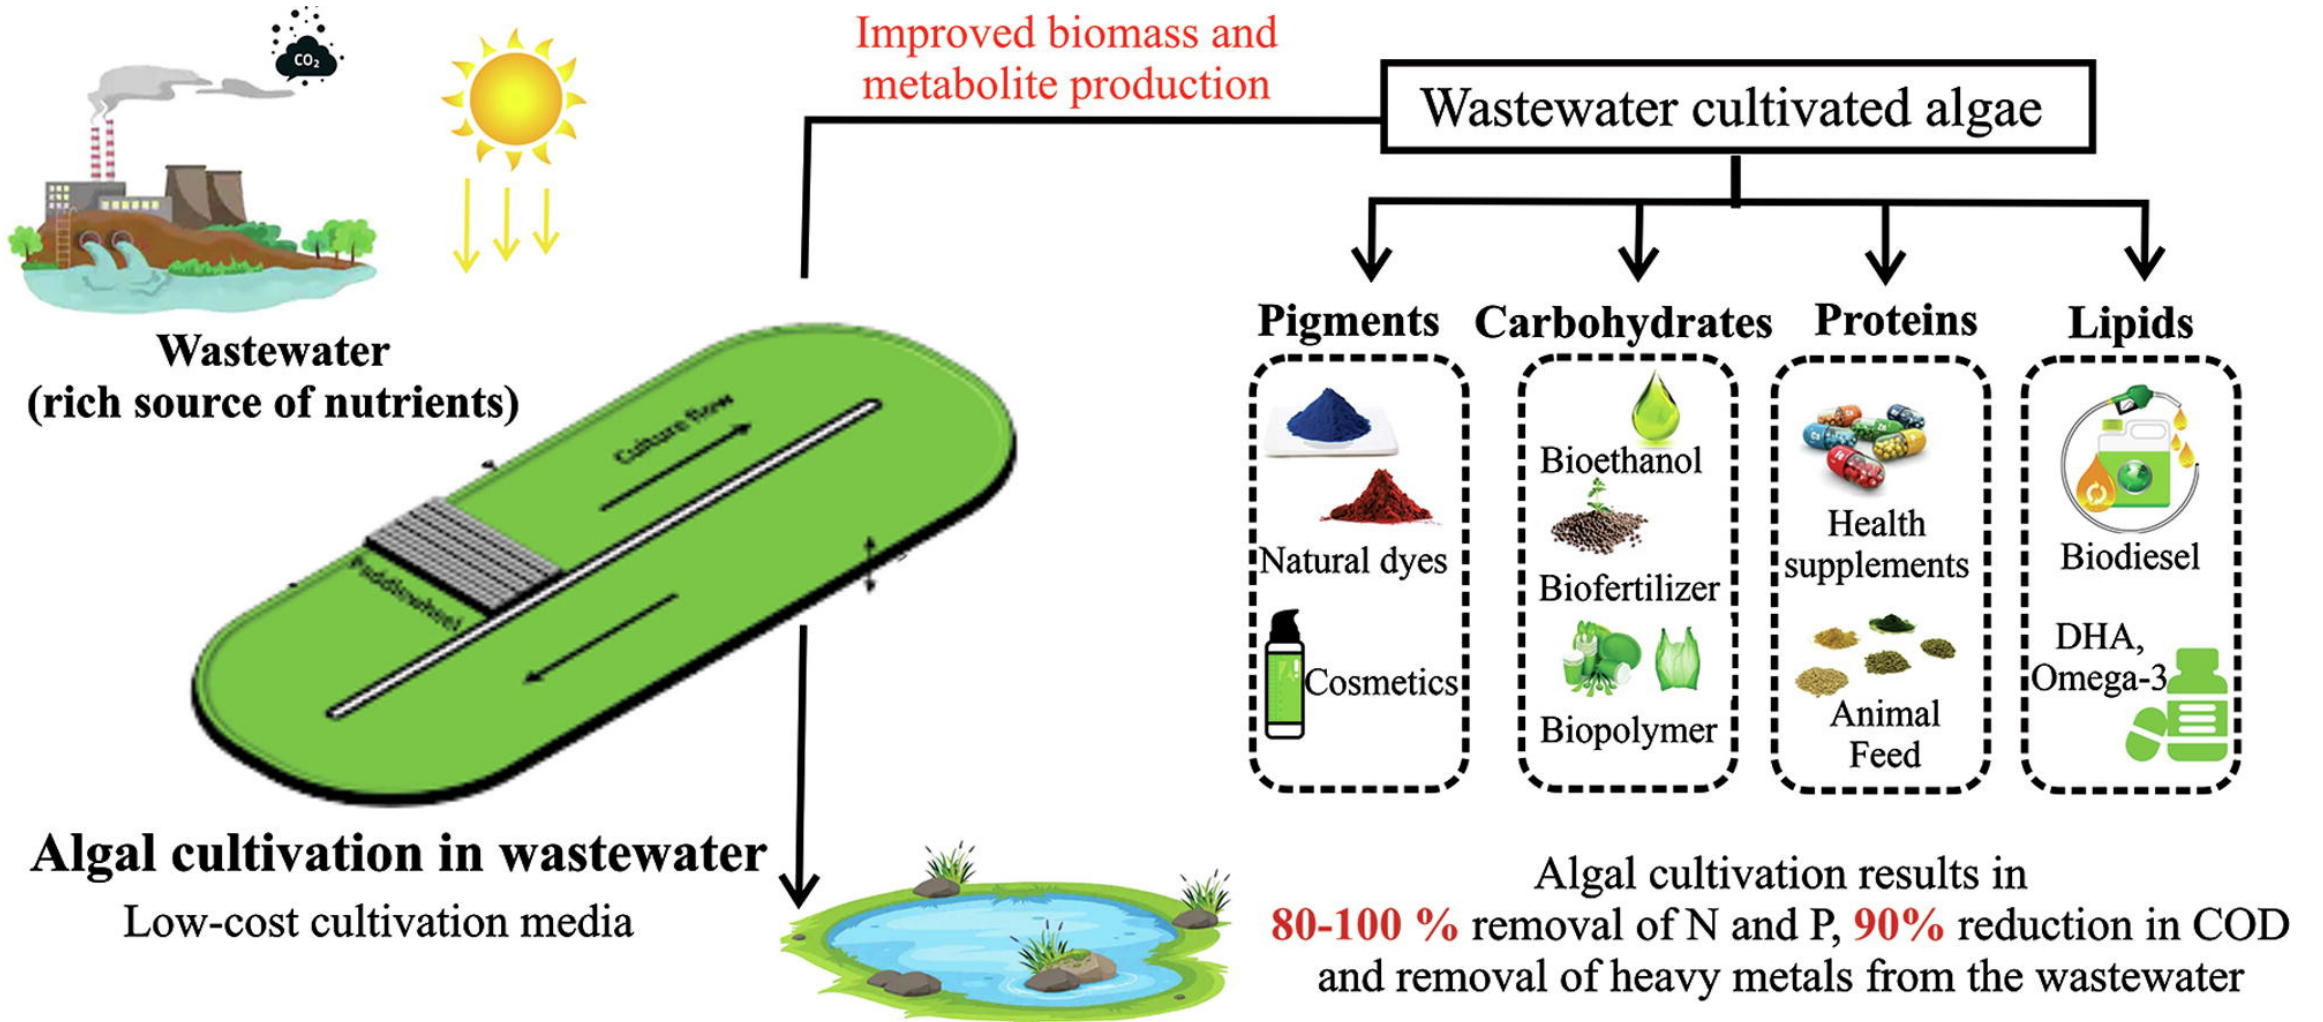 CO₂
Improved biomass and
metabolite production
Wastewater cultivated algae
Wastewater
(rich source of nutrients)
Culture flow
Paddlewheel
Pigments
Carbohydrates
Proteins
Lipids
Natural dyes
Cosmetics
Bioethanol
Biofertilizer
Biopolymer
Health
supplements
Animal
Feed
Biodiesel
DHA,
Omega-3
Algal cultivation in wastewater
Low-cost cultivation media
Algal cultivation results in
80-100 % removal of N and P, 90% reduction in COD
and removal of heavy metals from the wastewater